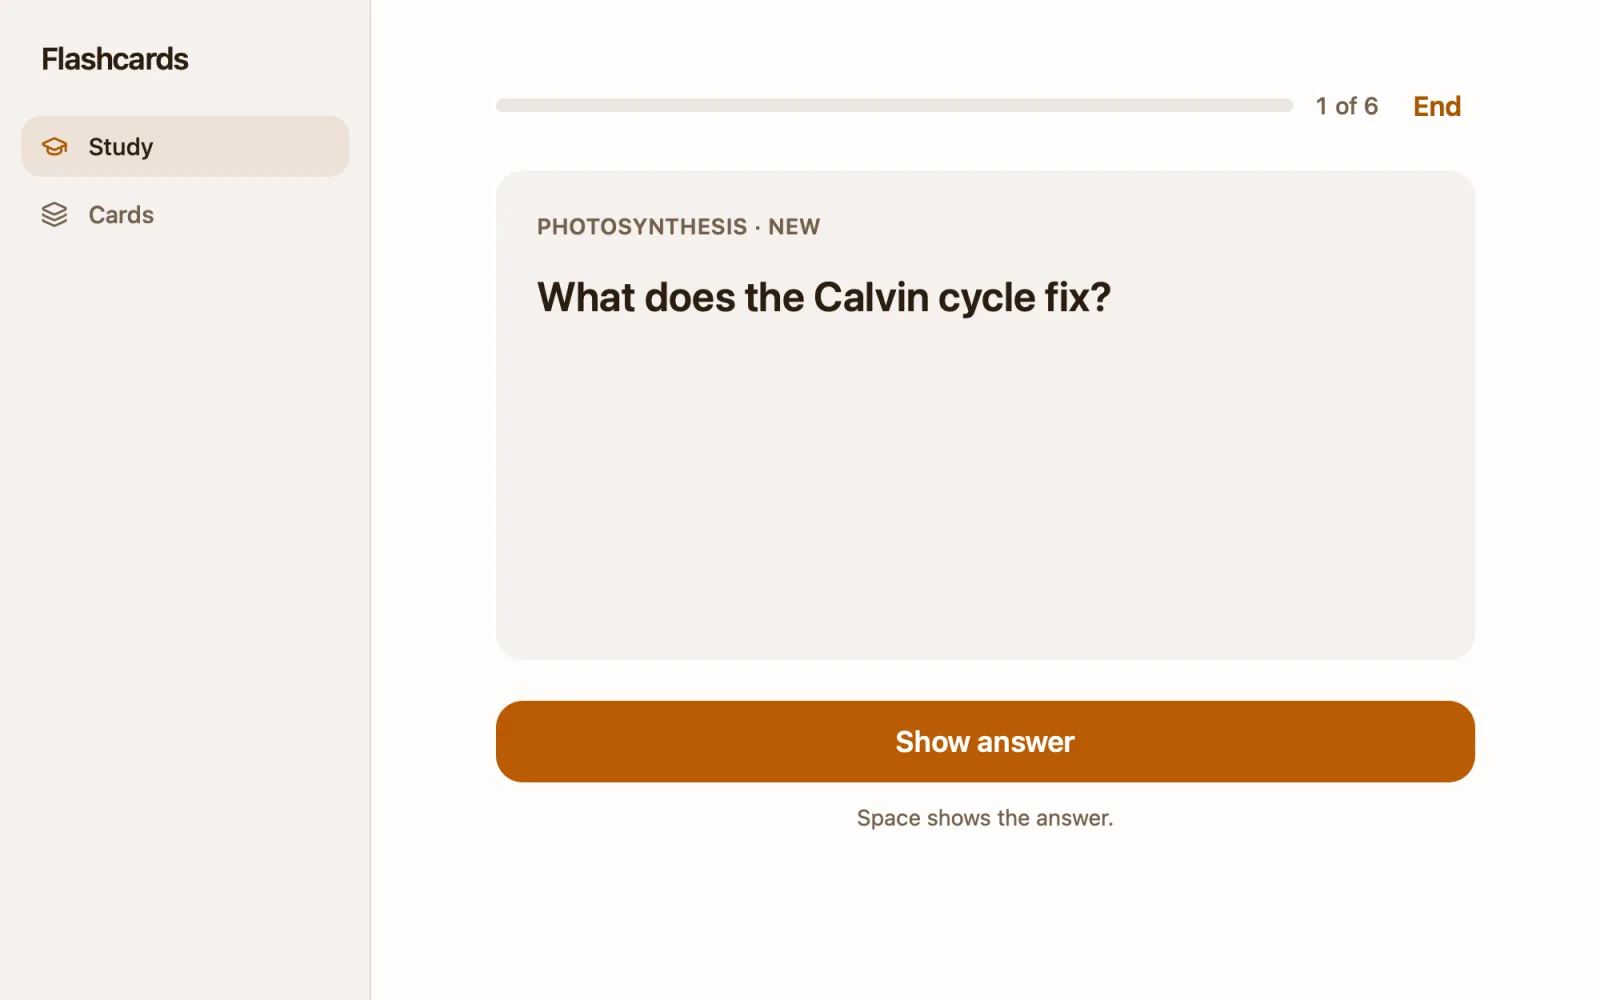 Flashcards
Study
Cards
1 of 6
End
PHOTOSYNTHESIS · NEW
What does the Calvin cycle fix?
Show answer
Space shows the answer.